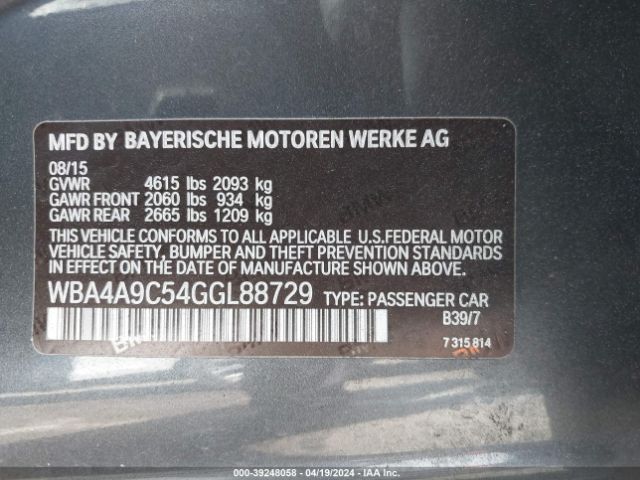 MFD BY BAYERISCHE MOTOREN WERKE AG
08/15
GVWR 4615 lbs 2093 kg
GAWR FRONT 2060 lbs 934 kg
GAWR REAR 2665 lbs 1209 kg
THIS VEHICLE CONFORMS TO ALL APPLICABLE U.S.FEDERAL MOTOR
VEHICLE SAFETY, BUMPER AND THEFT PREVENTION STANDARDS
IN EFFECT ON THE DATE OF MANUFACTURE SHOWN ABOVE.
WBA4A9C54GGL88729 TYPE: PASSENGER CAR
B39/7
7 315 814
000-39248058 - 04/19/2024 - IAA Inc.